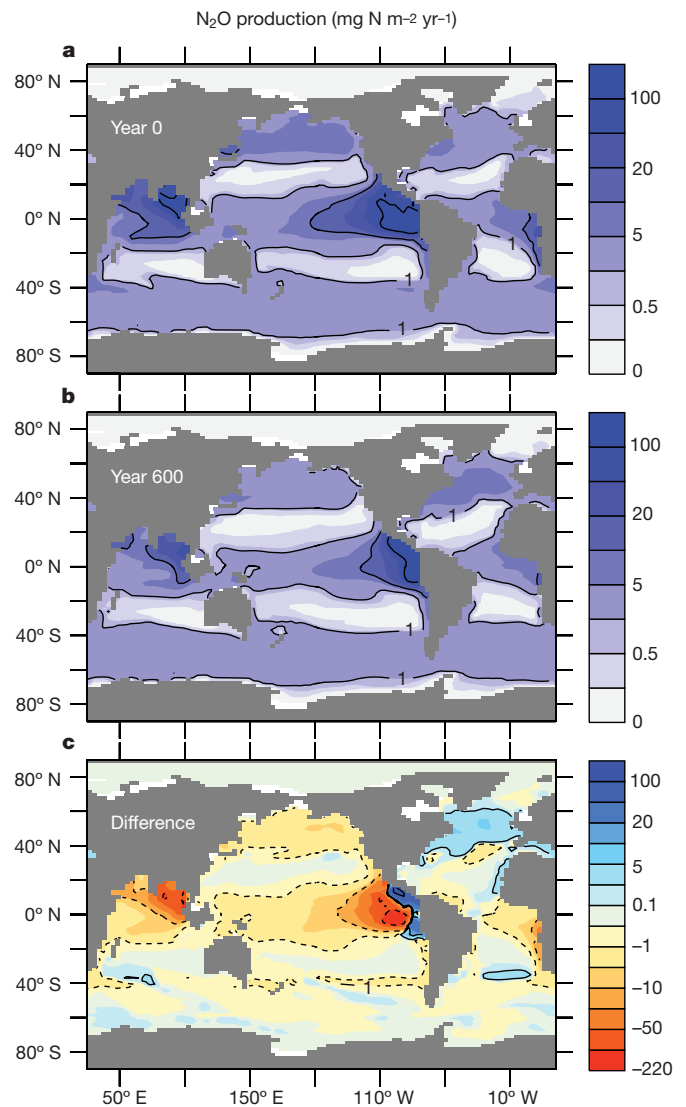 N₂O production (mg N m⁻² yr⁻¹)
a
80° N
40° N
0° N
40° S
80° S
Year 0
1
1
1
100
20
5
0.5
0
b
80° N
40° N
0° N
40° S
80° S
Year 600
1
1
1
100
20
5
0.5
0
c
80° N
40° N
0° N
40° S
80° S
Difference
1
100
20
5
0.1
–1
–10
–50
–220
50° E
150° E
110° W
10° W